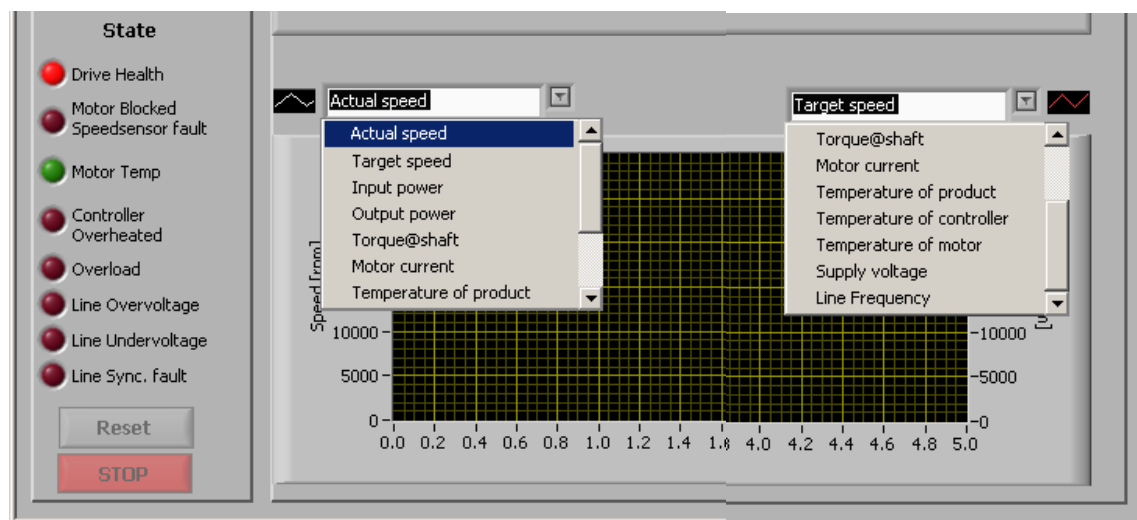 State
Drive Health
Motor Blocked
Speedsensor fault
Motor Temp
Controller
Overheated
Overload
Line Overvoltage
Line Undervoltage
Line Sync. fault
Reset
STOP
Actual speed
Actual speed
Target speed
Input power
Output power
Torque@shaft
Motor current
Temperature of product
Target speed
Torque@shaft
Motor current
Temperature of product
Temperature of controller
Temperature of motor
Supply voltage
Line Frequency
Speed [rpm]
10000
5000
0
10000
5000
0
0.0 0.2 0.4 0.6 0.8 1.0 1.2 1.4 4.0 4.2 4.4 4.6 4.8 5.0